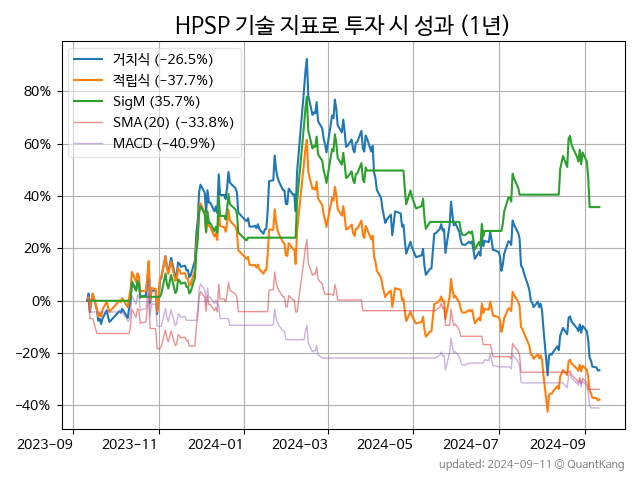 HPSP 기술 지표로 투자 시 성과 (1년)
거치식 (−26.5%)
적립식 (−37.7%)
SigM (35.7%)
SMA(20) (−33.8%)
MACD (−40.9%)
80%
60%
40%
20%
0%
−20%
−40%
2023-09 2023-11 2024-01 2024-03 2024-05 2024-07 2024-09
updated: 2024-09-11 © QuantKang